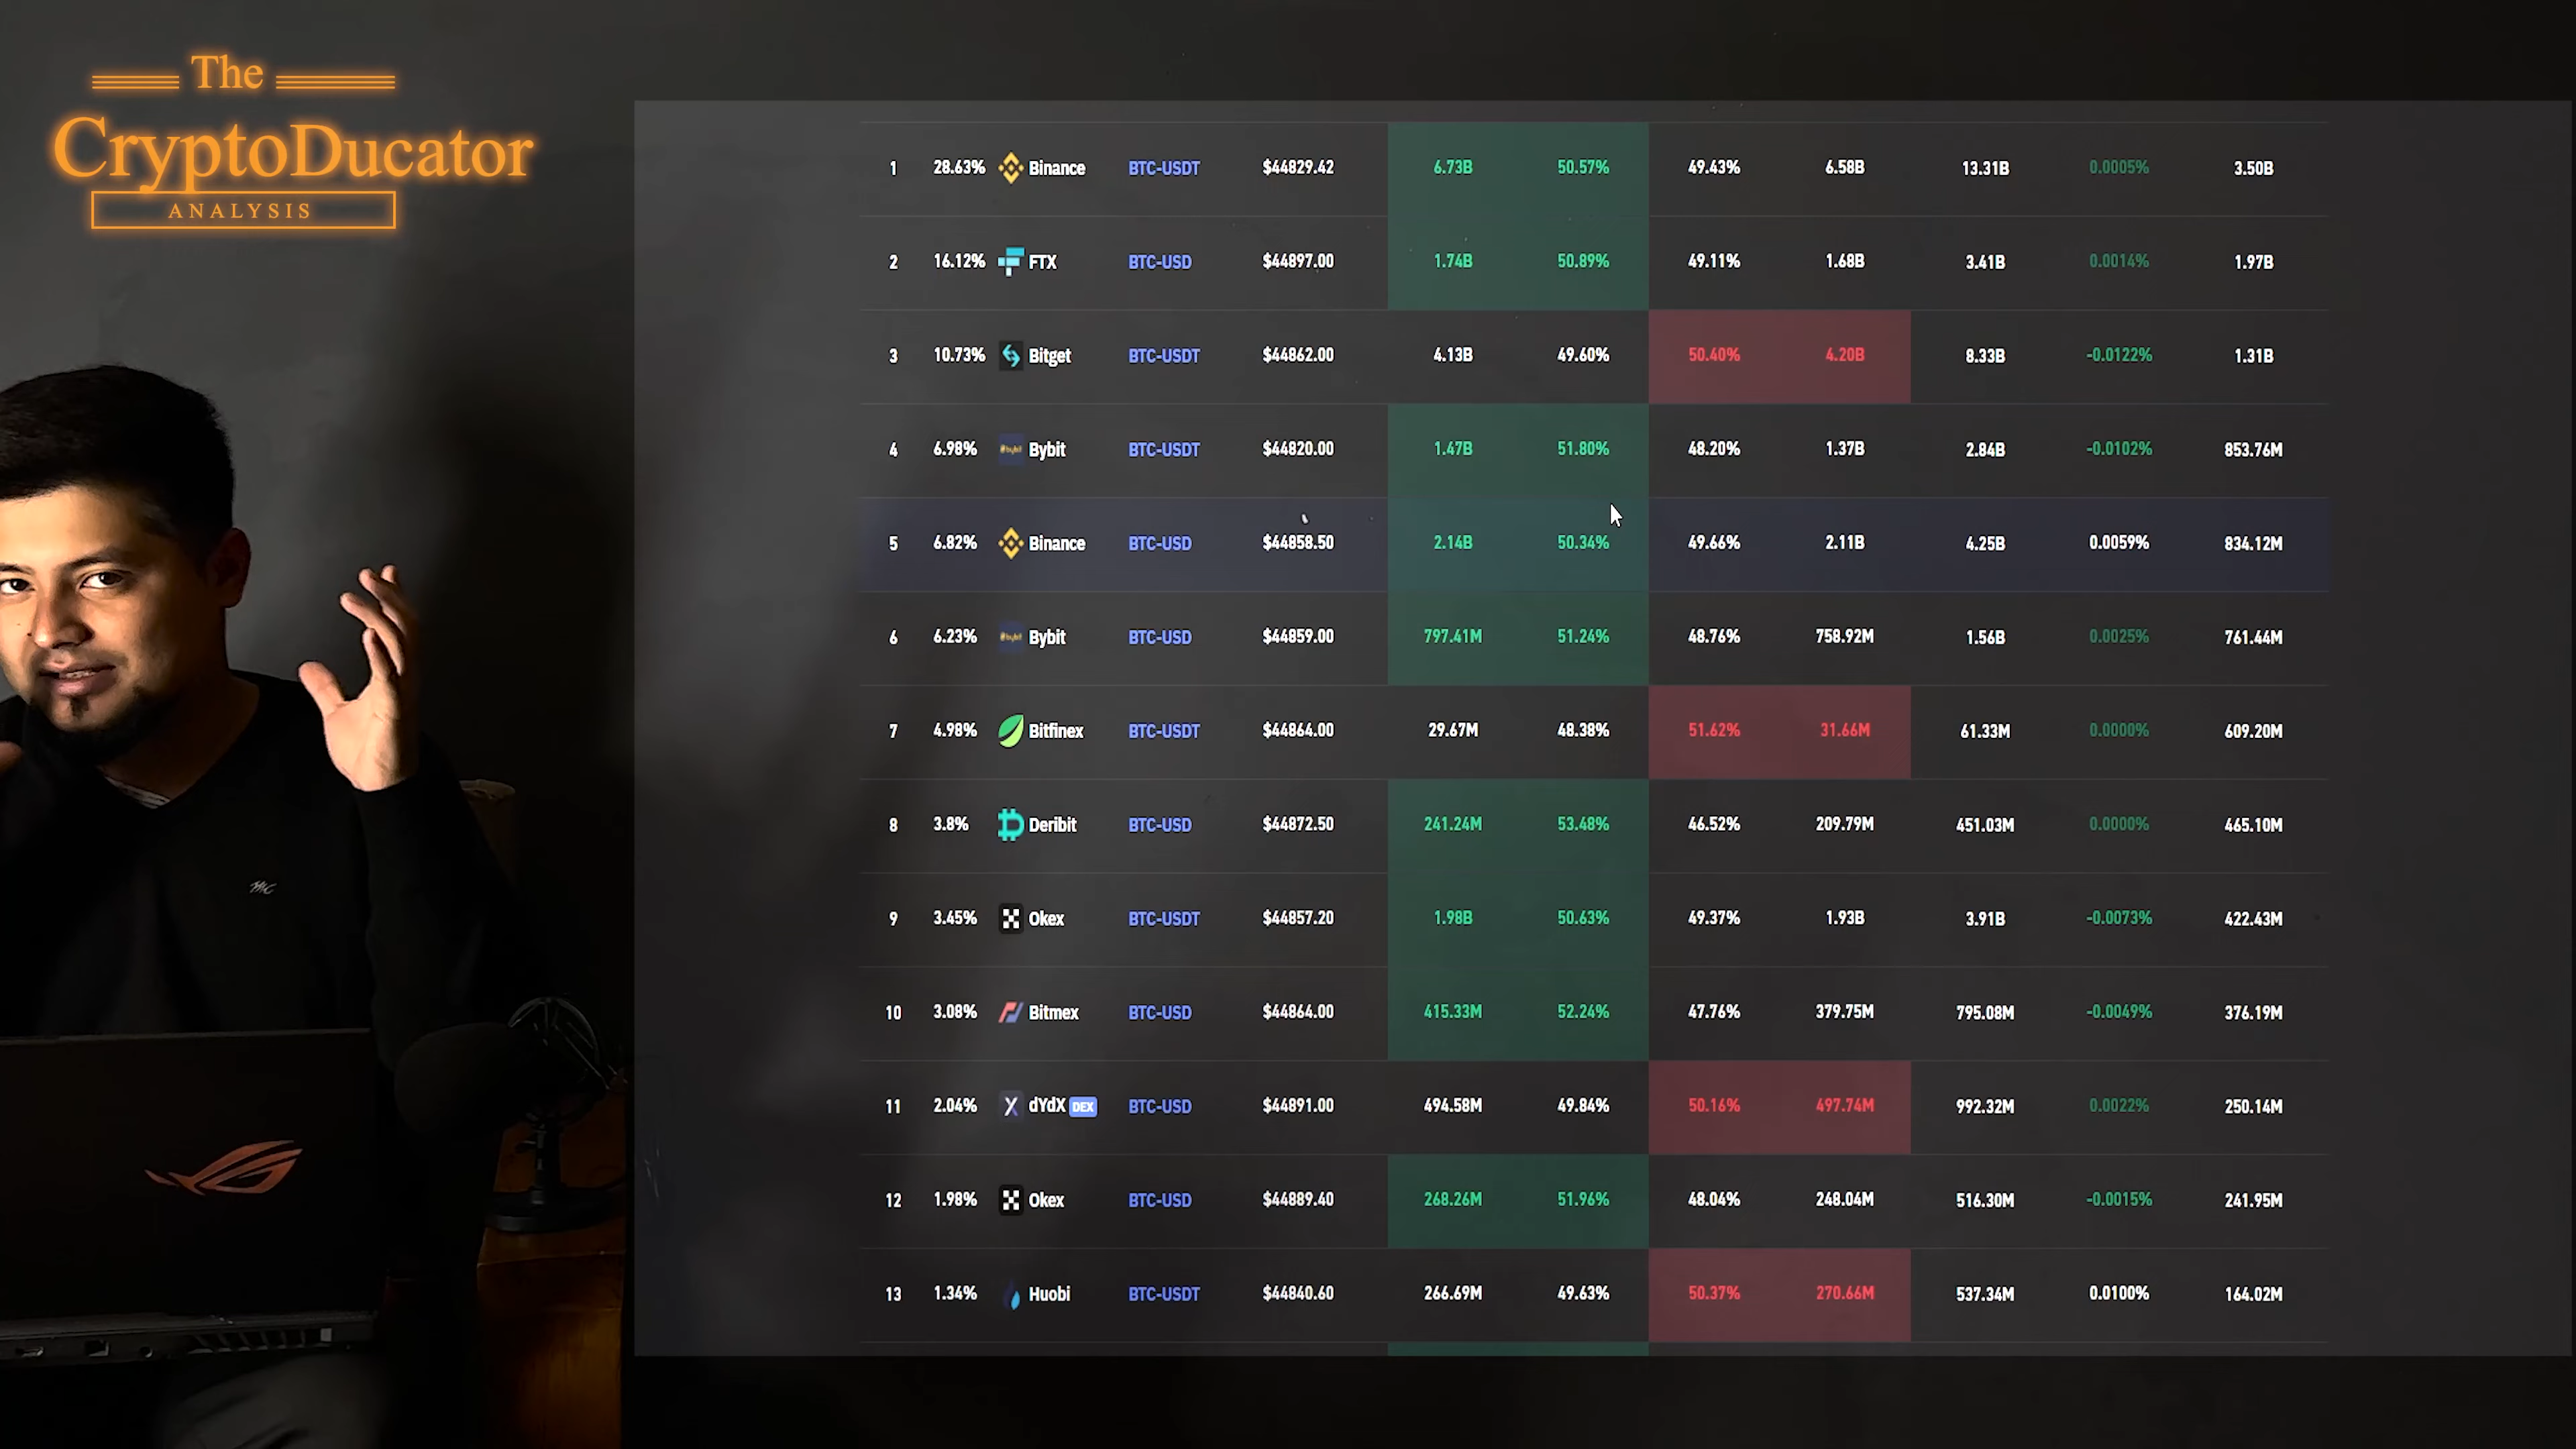 The
CryptoDucator
ANALYSIS
1 28.63% Binance BTC-USDT $44829.42 6.73B 50.57% 49.43% 6.58B 13.31B 0.0005% 3.50B
2 16.12% FTX BTC-USD $44897.00 1.74B 50.89% 49.11% 1.68B 3.41B 0.0014% 1.97B
3 10.73% Bitget BTC-USDT $44862.00 4.13B 49.60% 50.40% 4.20B 8.33B -0.0122% 1.31B
4 6.98% Bybit BTC-USDT $44820.00 1.47B 51.80% 48.20% 1.37B 2.84B -0.0102% 853.76M
5 6.82% Binance BTC-USD $44858.50 2.14B 50.34% 49.66% 2.11B 4.25B 0.0059% 834.12M
6 6.23% Bybit BTC-USD $44859.00 797.41M 51.24% 48.76% 758.92M 1.56B 0.0025% 761.44M
7 4.98% Bitfinex BTC-USDT $44864.00 29.67M 48.38% 51.62% 31.66M 61.33M 0.0000% 609.20M
8 3.8% Deribit BTC-USD $44872.50 241.24M 53.48% 46.52% 209.79M 451.03M 0.0000% 465.10M
9 3.45% Okex BTC-USDT $44857.20 1.98B 50.63% 49.37% 1.93B 3.91B -0.0073% 422.43M
10 3.08% Bitmex BTC-USD $44864.00 415.33M 52.24% 47.76% 379.75M 795.08M -0.0049% 376.19M
11 2.04% dYdX DEX BTC-USD $44891.00 494.58M 49.84% 50.16% 497.74M 992.32M 0.0022% 250.14M
12 1.98% Okex BTC-USD $44889.40 268.26M 51.96% 48.04% 248.04M 516.30M -0.0015% 241.95M
13 1.34% Huobi BTC-USDT $44840.60 266.69M 49.63% 50.37% 270.66M 537.34M 0.0100% 164.02M